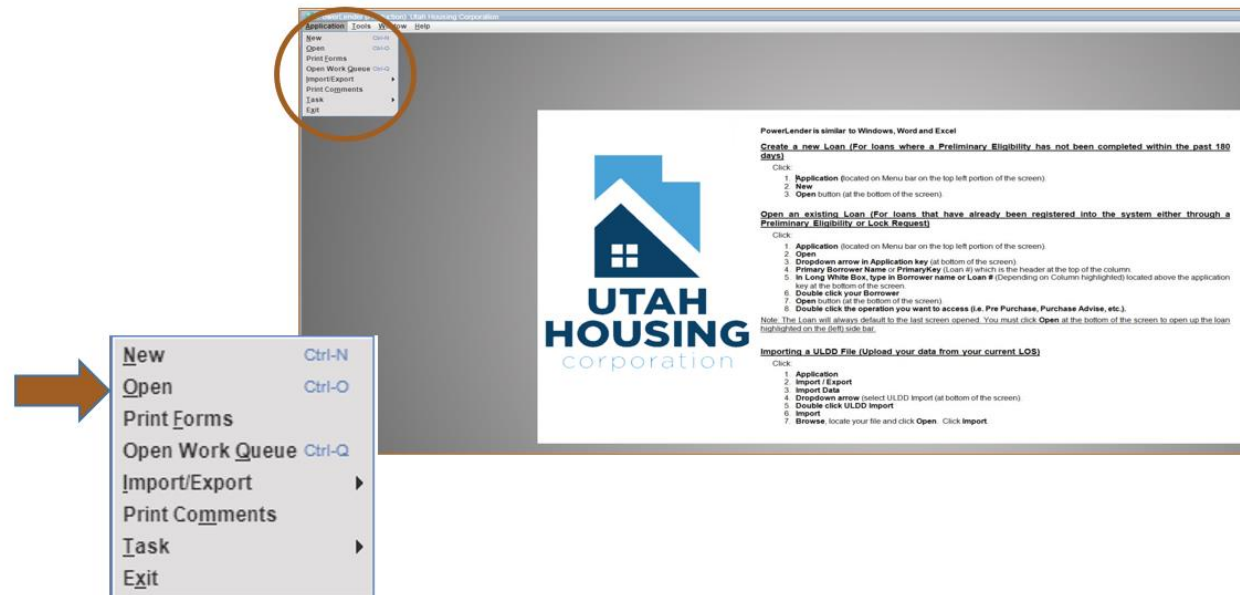 PowerLender (Production) Utah Housing Corporation
Application Tools Window Help
New Ctrl-N
Open Ctrl-O
Print Forms
Open Work Queue Ctrl-Q
Import/Export
Print Comments
Task
Exit
UTAH
HOUSING
corporation
PowerLender is similar to Windows, Word and Excel
Create a new Loan (For loans where a Preliminary Eligibility has not been completed within the past 180
days)
Click:
1. Application (located on Menu bar on the top left portion of the screen).
2. New
3. Open button (at the bottom of the screen).
Open an existing Loan (For loans that have already been registered into the system either through a
Preliminary Eligibility or Lock Request)
Click:
1. Application (located on Menu bar on the top left portion of the screen).
2. Open
3. Dropdown arrow in Application key (at bottom of the screen).
4. Primary Borrower Name or PrimaryKey (Loan #) which is the header at the top of the column.
5. In Long White Box, type in Borrower name or Loan # (Depending on Column highlighted) located above the application
key at the bottom of the screen.
6. Double click your Borrower
7. Open button (at the bottom of the screen).
8. Double click the operation you want to access (i.e. Pre Purchase, Purchase Advise, etc.).
Note: The Loan will always default to the last screen opened. You must click Open at the bottom of the screen to open up the loan
highlighted on the (left) side bar.
Importing a ULDD File (Upload your data from your current LOS)
Click:
1. Application
2. Import / Export
3. Import Data
4. Dropdown arrow (select ULDD Import (at bottom of the screen)
5. Double click ULDD Import
6. Import
7. Browse, locate your file and click Open. Click Import.
New Ctrl-N
Open Ctrl-O
Print Forms
Open Work Queue Ctrl-Q
Import/Export
Print Comments
Task
Exit